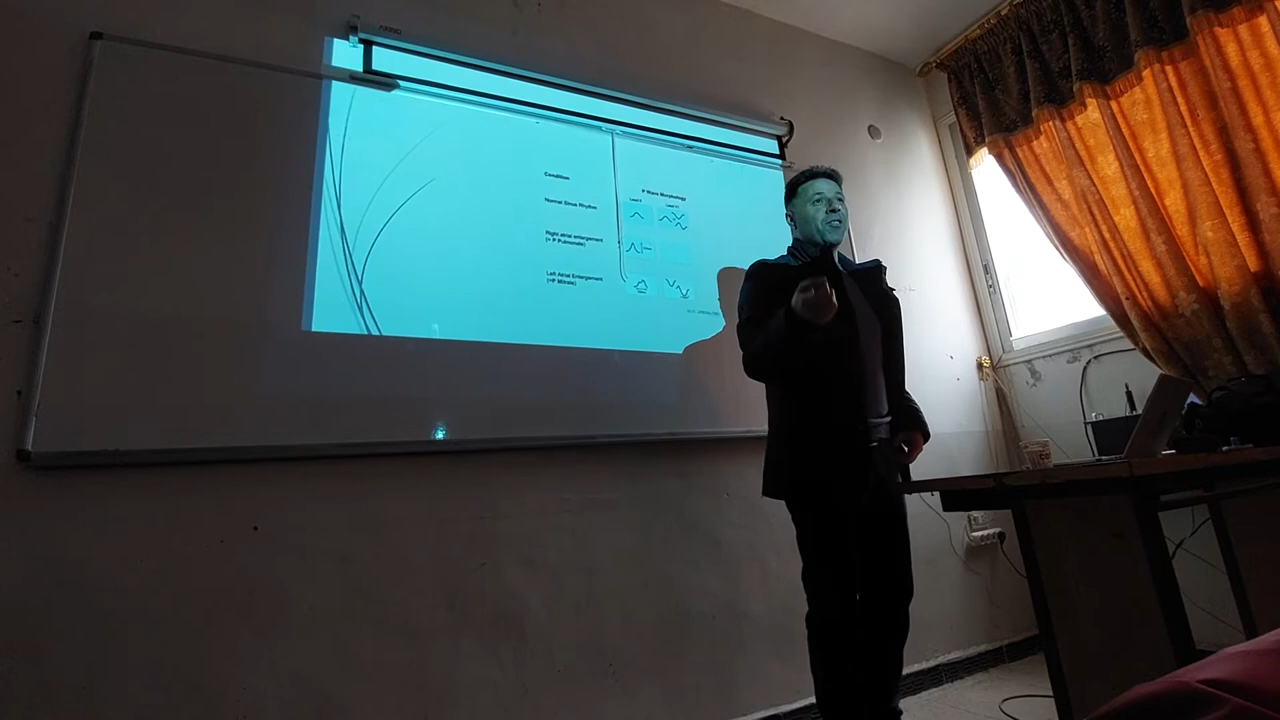 Condition
P Wave Morphology
Lead II
Lead V1
Normal Sinus Rhythm
Right atrial enlargement
(= P Pulmonale)
Left Atrial Enlargement
(=P Mitrale)